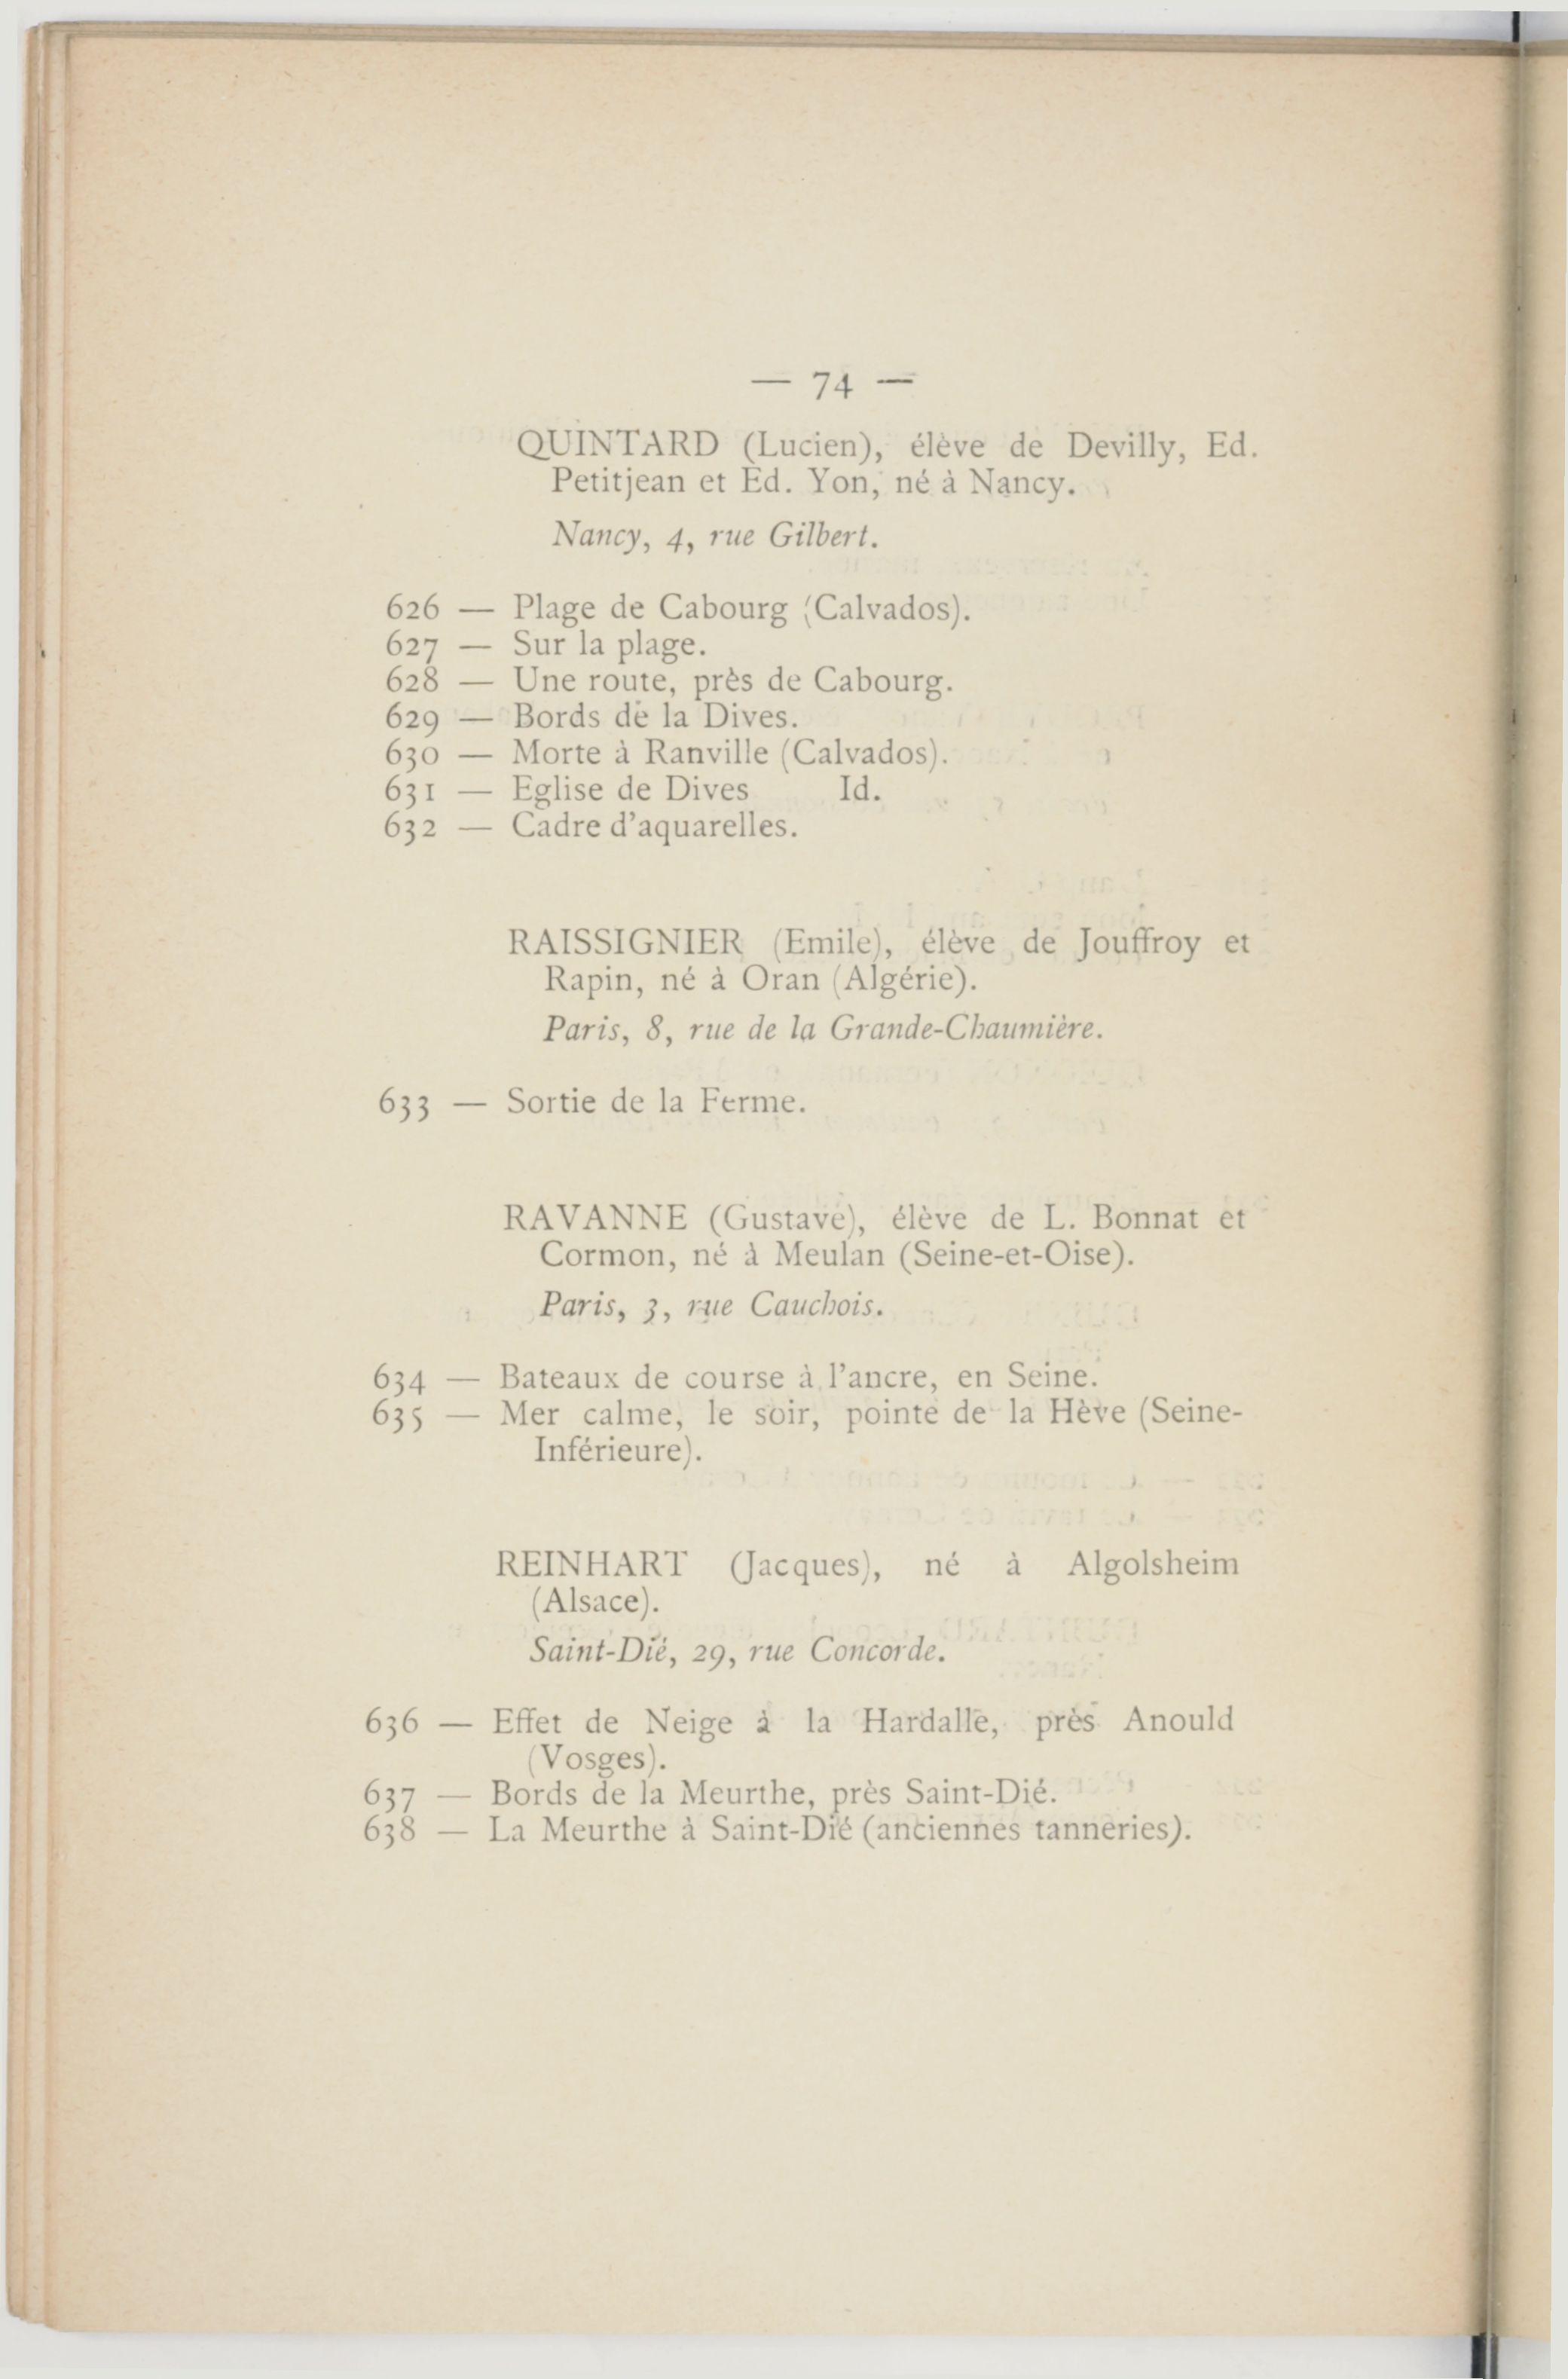 — 74 —
QUINTARD (Lucien), élève de Devilly, Ed.
Petitjean et Ed. Yon, né à Nancy.
Nancy, 4, rue Gilbert.
626 — Plage de Cabourg (Calvados).
627 — Sur la plage.
628 — Une route, près de Cabourg.
629 — Bords de la Dives.
630 — Morte à Ranville (Calvados).
631 — Eglise de Dives Id.
632 — Cadre d'aquarelles.
RAISSIGNIER (Emile), élève de Jouffroy et
Rapin, né à Oran (Algérie).
Paris, 8, rue de la Grande-Chaumière.
633 — Sortie de la Ferme.
RAVANNE (Gustave), élève de L. Bonnat et
Cormon, né à Meulan (Seine-et-Oise).
Paris, 3, rue Cauchois.
634 — Bateaux de course à l'ancre, en Seine.
635 — Mer calme, le soir, pointe de la Hève (Seine-
Inférieure).
REINHART (Jacques), né à Algolsheim
(Alsace).
Saint-Dié, 29, rue Concorde.
636 — Effet de Neige à la Hardalle, près Anould
(Vosges).
637 — Bords de la Meurthe, près Saint-Dié.
638 — La Meurthe à Saint-Dié (anciennes tanneries).